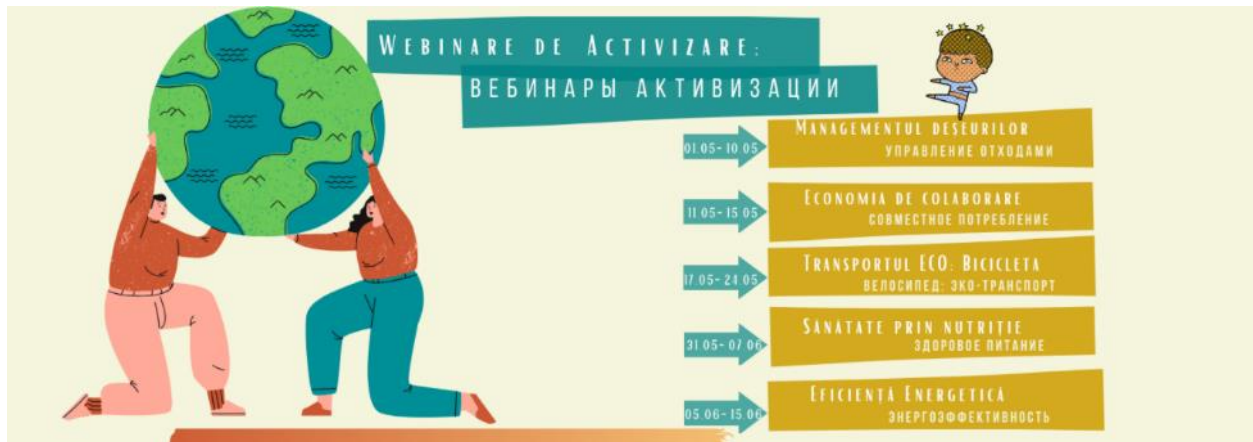 WEBINARE DE ACTIVIZARE:
ВЕБИНАРЫ АКТИВИЗАЦИИ
01.05-10.05
MANAGEMENTUL DEȘEURILOR
УПРАВЛЕНИЕ ОТХОДАМИ
11.05-15.05
ECONOMIA DE COLABORARE
СОВМЕСТНОЕ ПОТРЕБЛЕНИЕ
17.05-24.05
TRANSPORTUL ECO: BICICLETA
ВЕЛОСИПЕД: ЭКО-ТРАНСПОРТ
31.05-07.06
SĂNĂTATE PRIN NUTRIȚIE
ЗДОРОВОЕ ПИТАНИЕ
05.06-15.06
EFICIENȚĂ ENERGETICĂ
ЭНЕРГОЭФФЕКТИВНОСТЬ